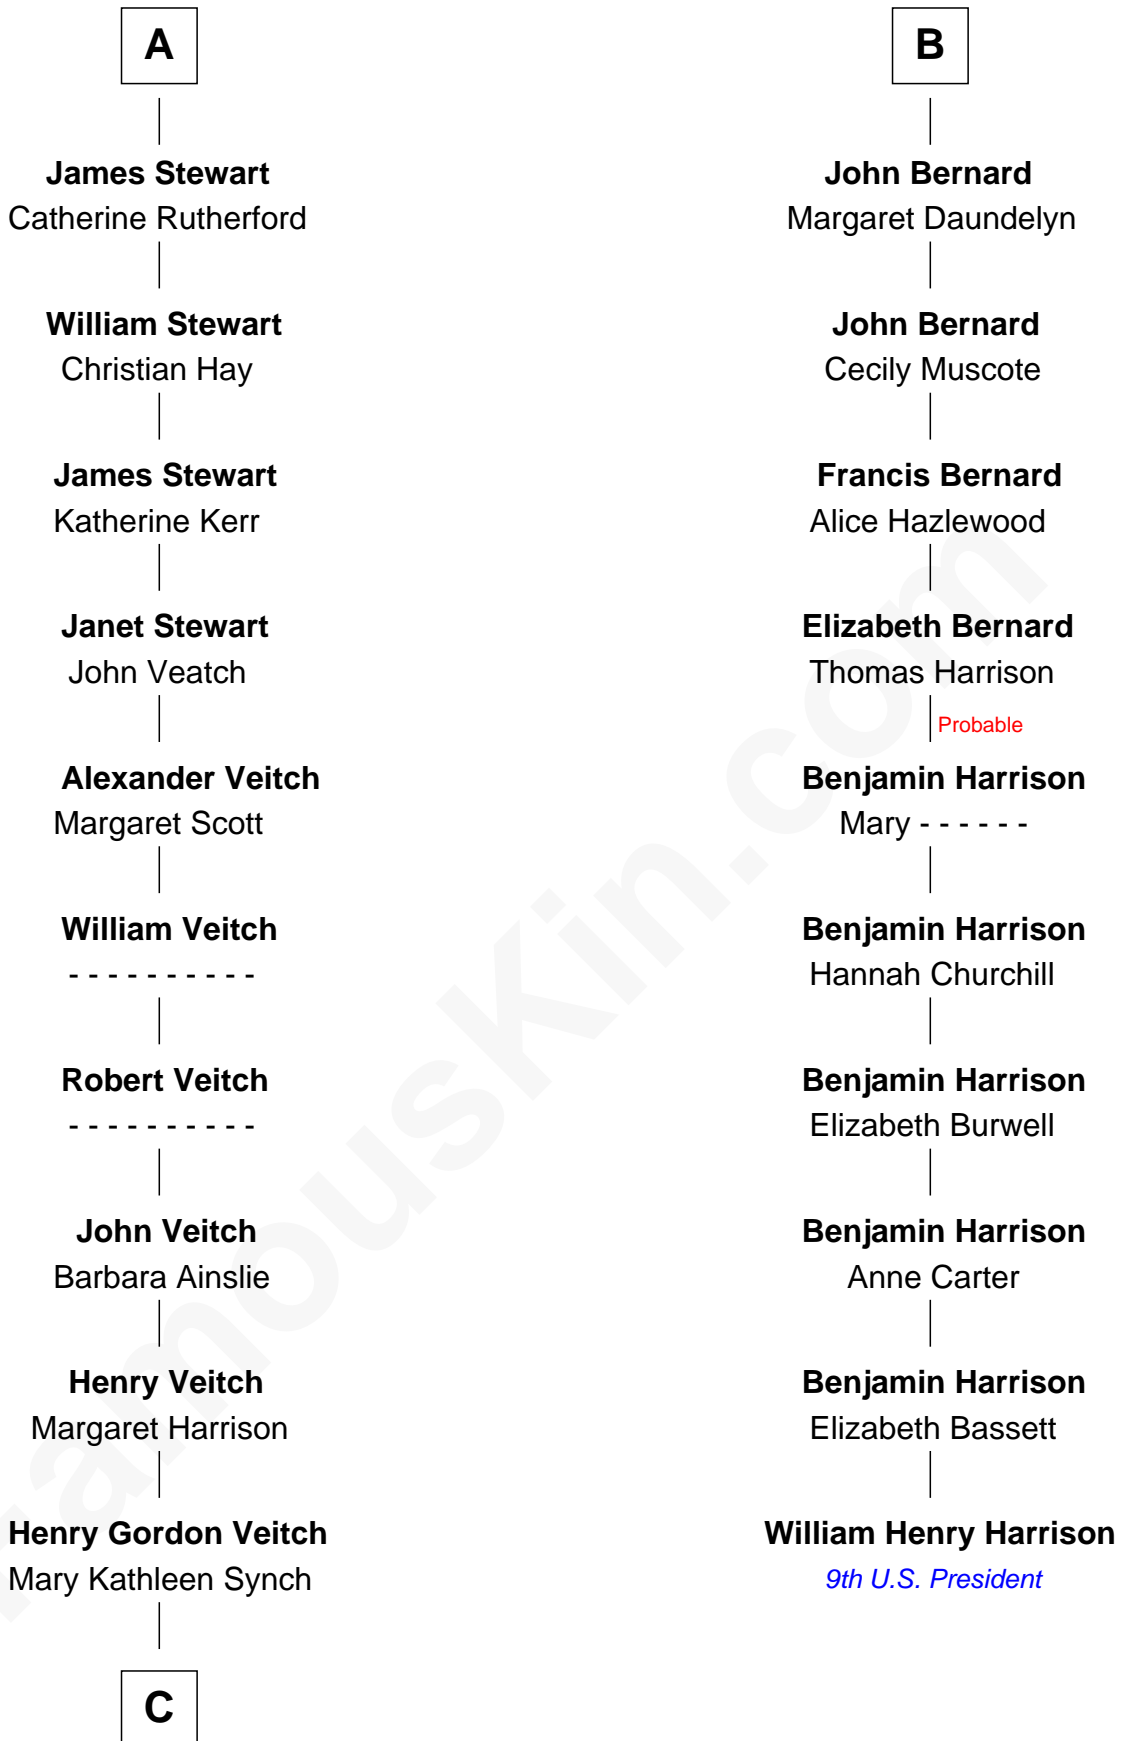 A
James Stewart
Catherine Rutherford
William Stewart
Christian Hay
James Stewart
Katherine Kerr
Janet Stewart
John Veatch
Alexander Veitch
Margaret Scott
William Veitch
- - - - - - - - - -
Robert Veitch
- - - - - - - - - -
John Veitch
Barbara Ainslie
Henry Veitch
Margaret Harrison
Henry Gordon Veitch
Mary Kathleen Synch
C
B
John Bernard
Margaret Daundelyn
John Bernard
Cecily Muscote
Francis Bernard
Alice Hazlewood
Elizabeth Bernard
Thomas Harrison
Probable
Benjamin Harrison
Mary - - - - - -
Benjamin Harrison
Hannah Churchill
Benjamin Harrison
Elizabeth Burwell
Benjamin Harrison
Anne Carter
Benjamin Harrison
Elizabeth Bassett
William Henry Harrison
9th U.S. President
FamousKin.com